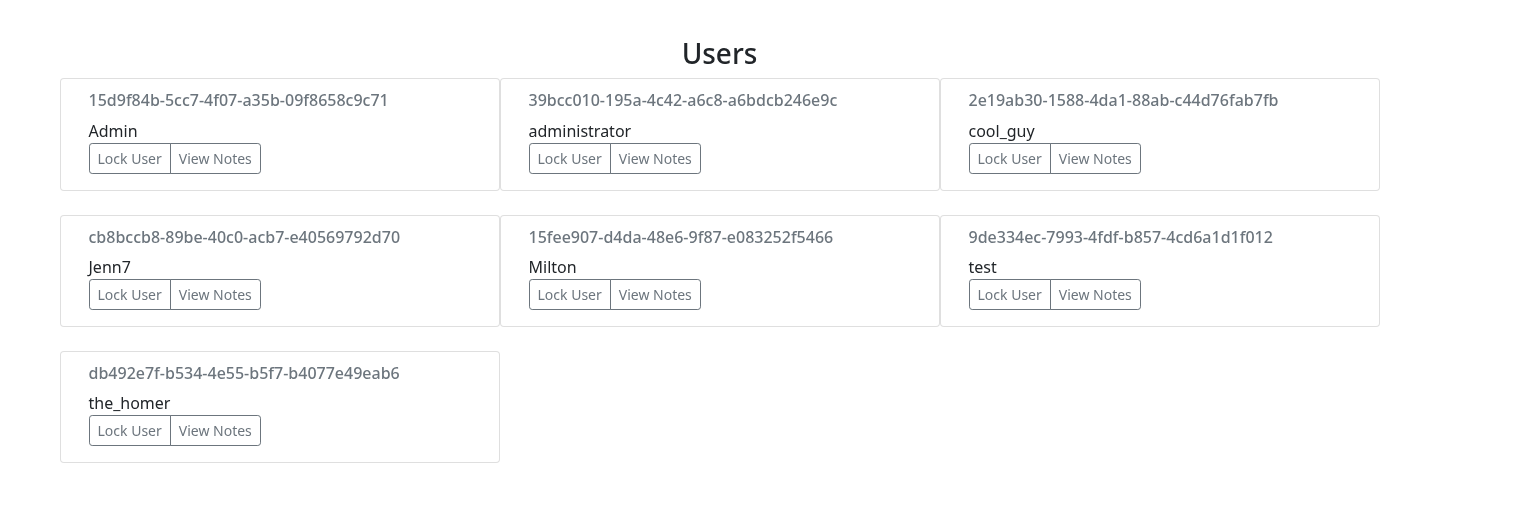 Users
15d9f84b-5cc7-4f07-a35b-09f8658c9c71
Admin
Lock User View Notes
39bcc010-195a-4c42-a6c8-a6bdcb246e9c
administrator
Lock User View Notes
2e19ab30-1588-4da1-88ab-c44d76fab7fb
cool_guy
Lock User View Notes
cb8bccb8-89be-40c0-acb7-e40569792d70
Jenn7
Lock User View Notes
15fee907-d4da-48e6-9f87-e083252f5466
Milton
Lock User View Notes
9de334ec-7993-4fdf-b857-4cd6a1d1f012
test
Lock User View Notes
db492e7f-b534-4e55-b5f7-b4077e49eab6
the_homer
Lock User View Notes